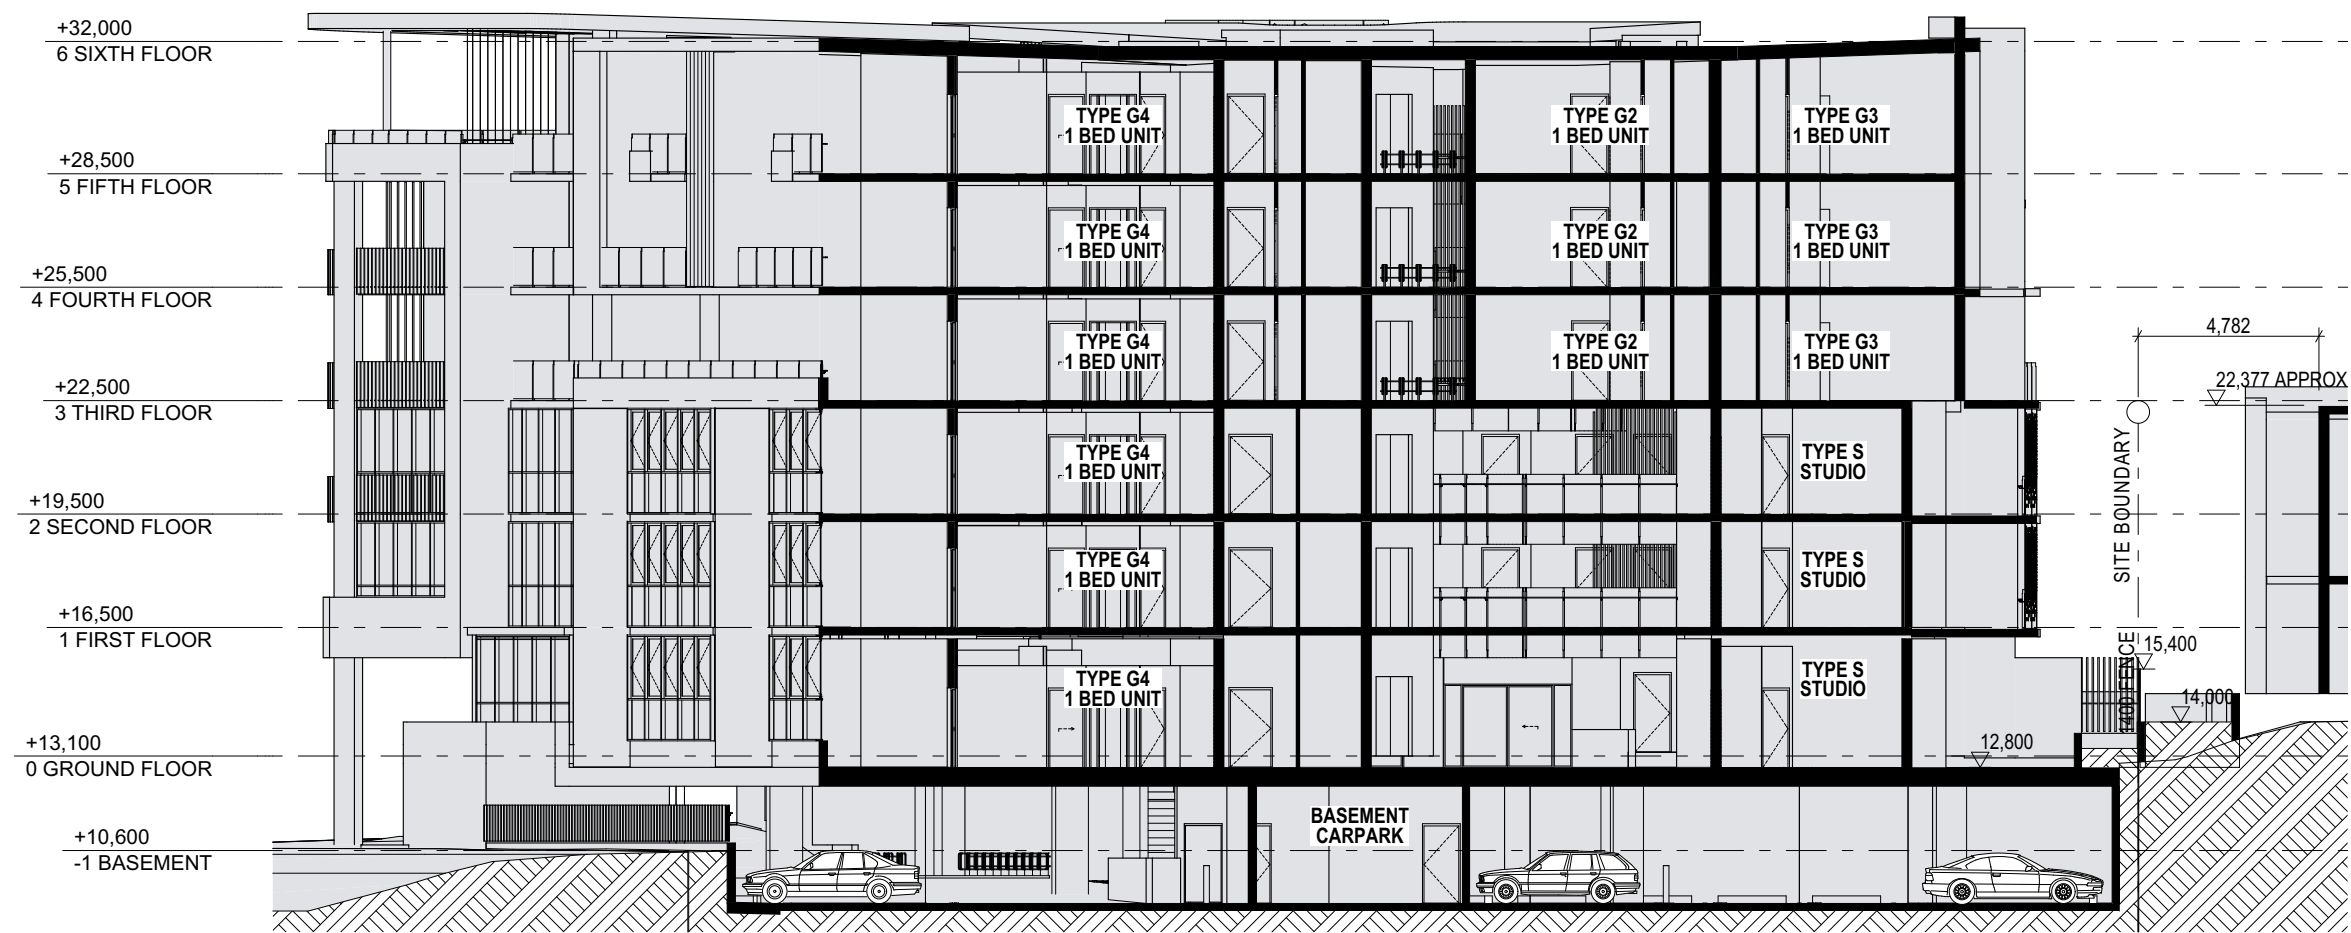 +32,000
6 SIXTH FLOOR
TYPE G4
1 BED UNIT
TYPE G2
1 BED UNIT
TYPE G3
1 BED UNIT
+28,500
5 FIFTH FLOOR
TYPE G4
1 BED UNIT
TYPE G2
1 BED UNIT
TYPE G3
1 BED UNIT
+25,500
4 FOURTH FLOOR
TYPE G4
1 BED UNIT
TYPE G2
1 BED UNIT
TYPE G3
1 BED UNIT
4,782
22,377 APPROX
+22,500
3 THIRD FLOOR
TYPE G4
1 BED UNIT
TYPE S
STUDIO
SITE BOUNDARY
+19,500
2 SECOND FLOOR
TYPE G4
1 BED UNIT
TYPE S
STUDIO
+16,500
1 FIRST FLOOR
TYPE G4
1 BED UNIT
TYPE S
STUDIO
15,400
1400 FENCE
14,000
+13,100
0 GROUND FLOOR
12,800
BASEMENT
CARPARK
+10,600
-1 BASEMENT